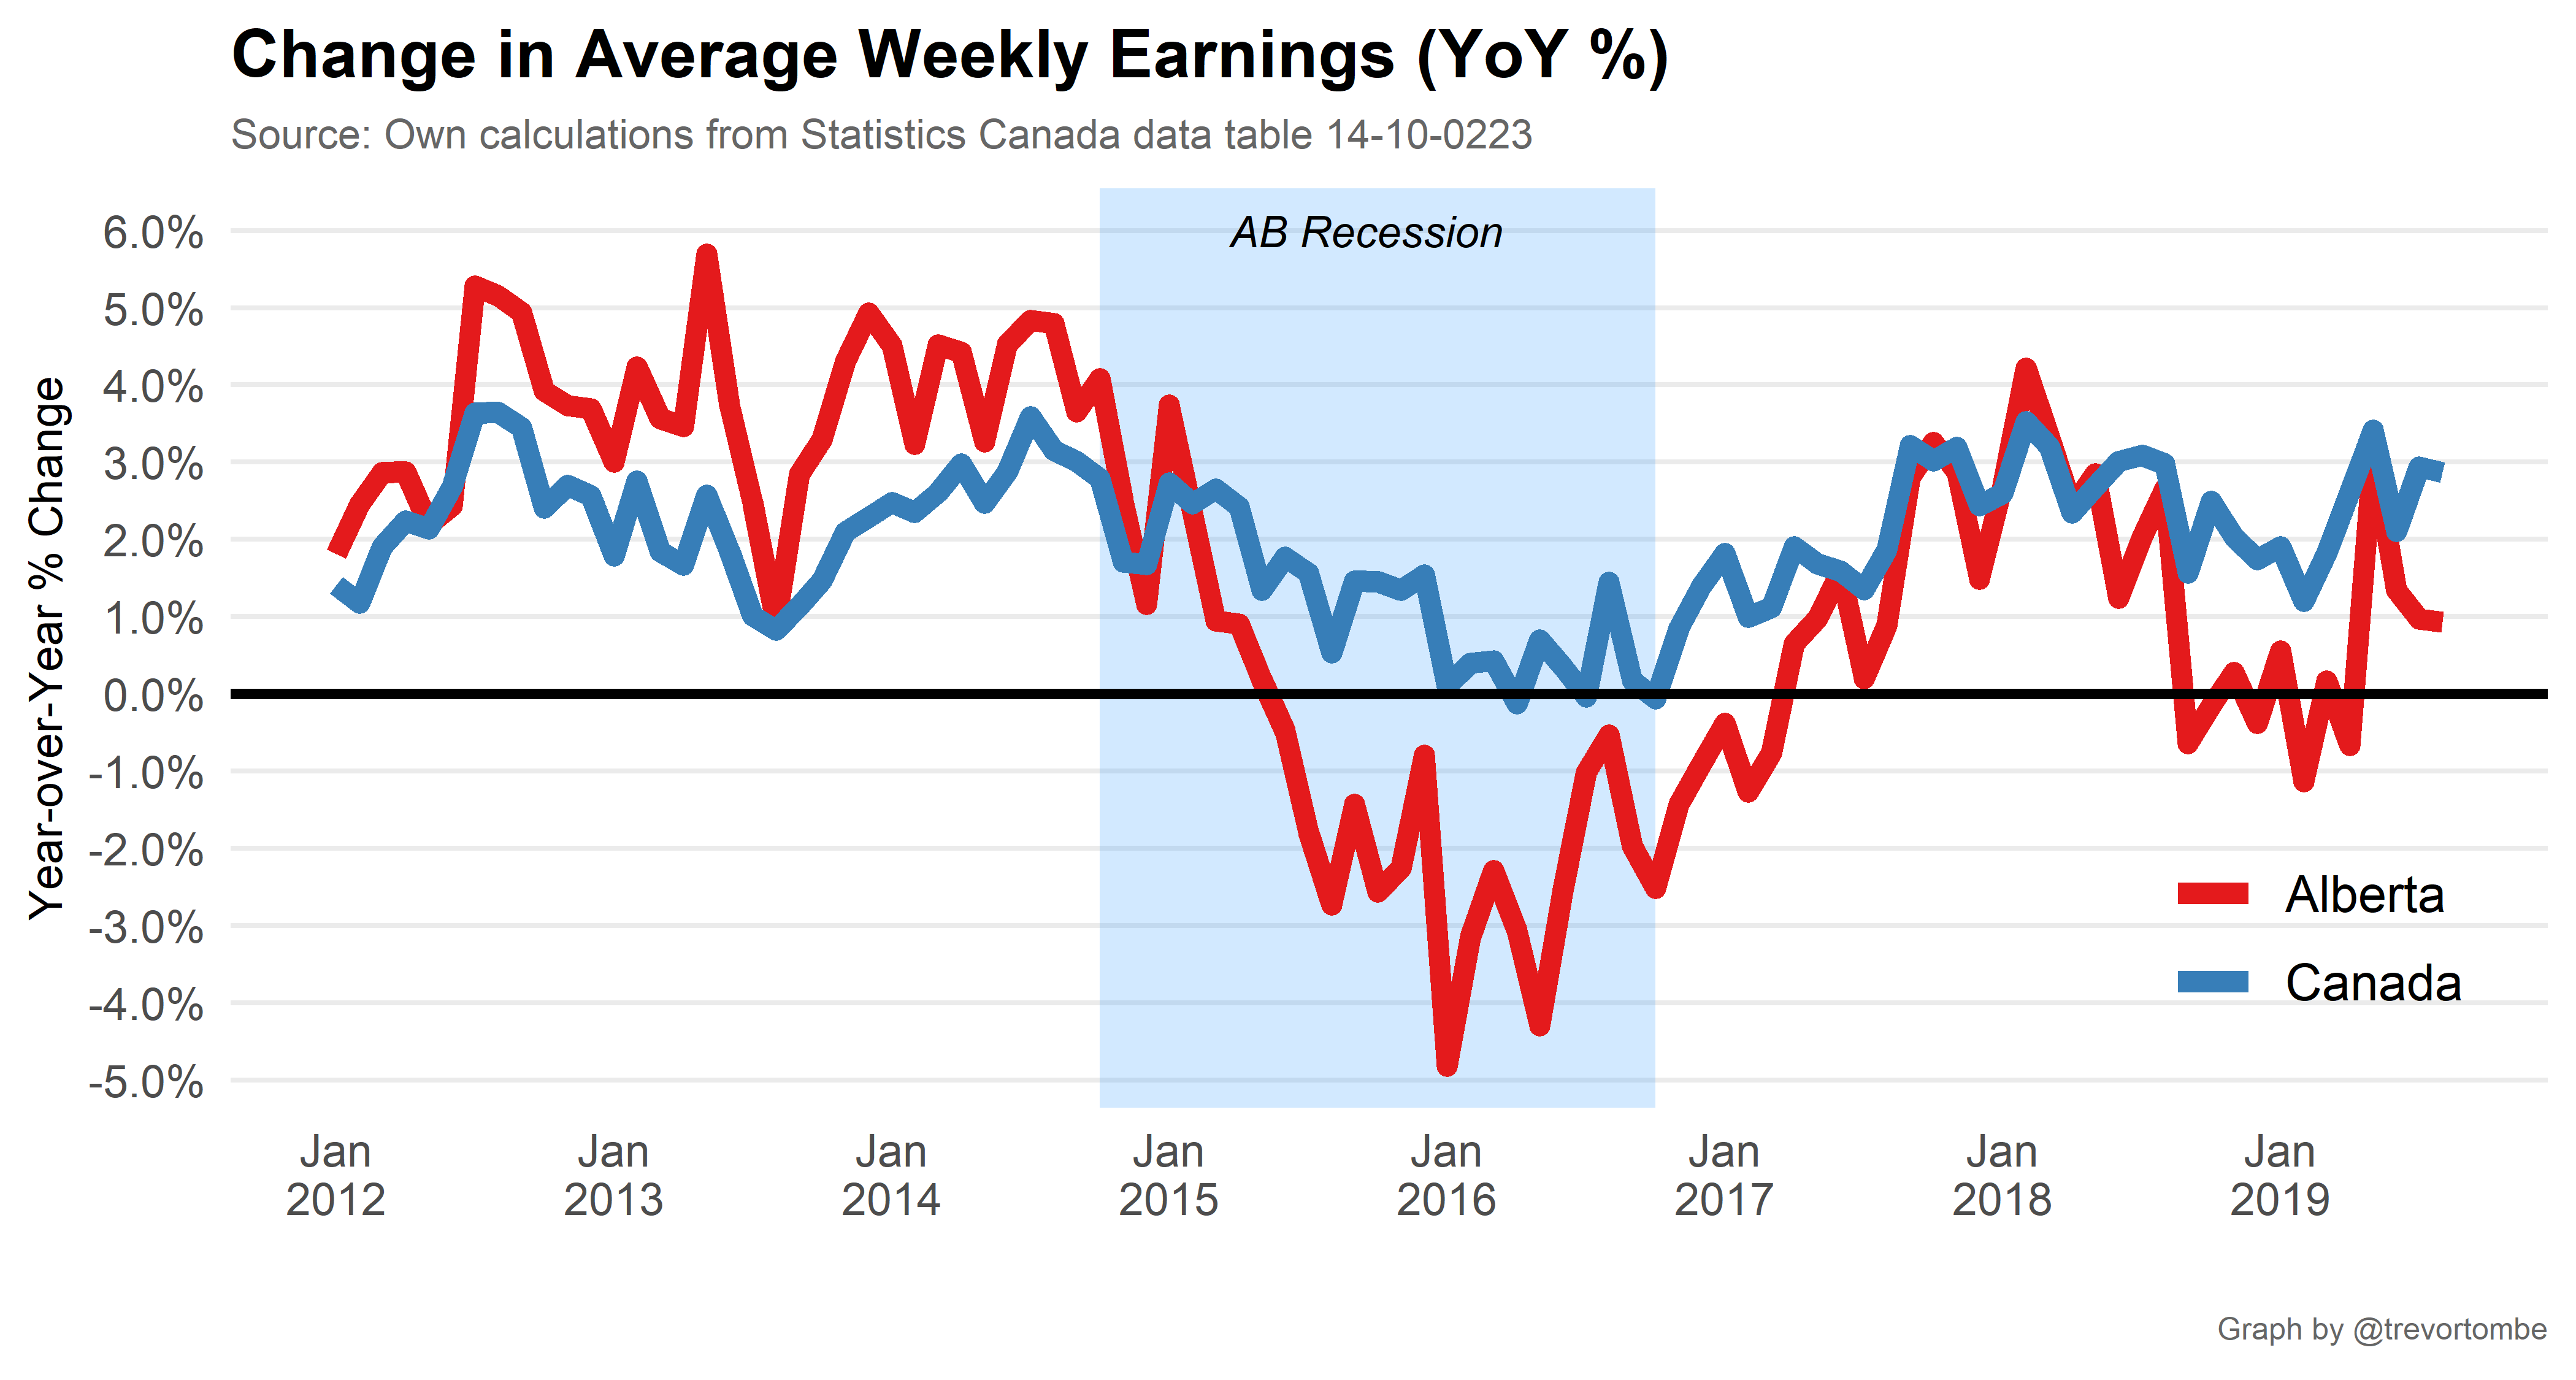 Change in Average Weekly Earnings (YoY %)
Source: Own calculations from Statistics Canada data table 14-10-0223
AB Recession
Year-over-Year % Change
6.0%
5.0%
4.0%
3.0%
2.0%
1.0%
0.0%
-1.0%
-2.0%
-3.0%
-4.0%
-5.0%
Alberta
Canada
Jan
2012
Jan
2013
Jan
2014
Jan
2015
Jan
2016
Jan
2017
Jan
2018
Jan
2019
Graph by @trevortombe